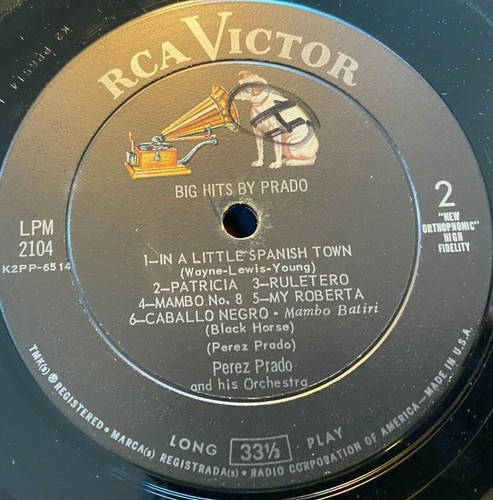 RCA VICTOR
BIG HITS BY PRADO
LPM
2104
K2PP-6514
2
"NEW
ORTHOPHONIC"
HIGH
FIDELITY
1—IN A LITTLE SPANISH TOWN
(Wayne-Lewis-Young)
2—PATRICIA 3—RULETERO
4—MAMBO No. 8 5—MY ROBERTA
6—CABALLO NEGRO - Mambo Batiri
(Black Horse)
(Perez Prado)
Perez Prado
and his Orchestra
LONG 33⅓ PLAY
TMK(s) ® REGISTERED • MARCA(s) REGISTRADA(s) • RADIO CORPORATION OF AMERICA—MADE IN U.S.A.